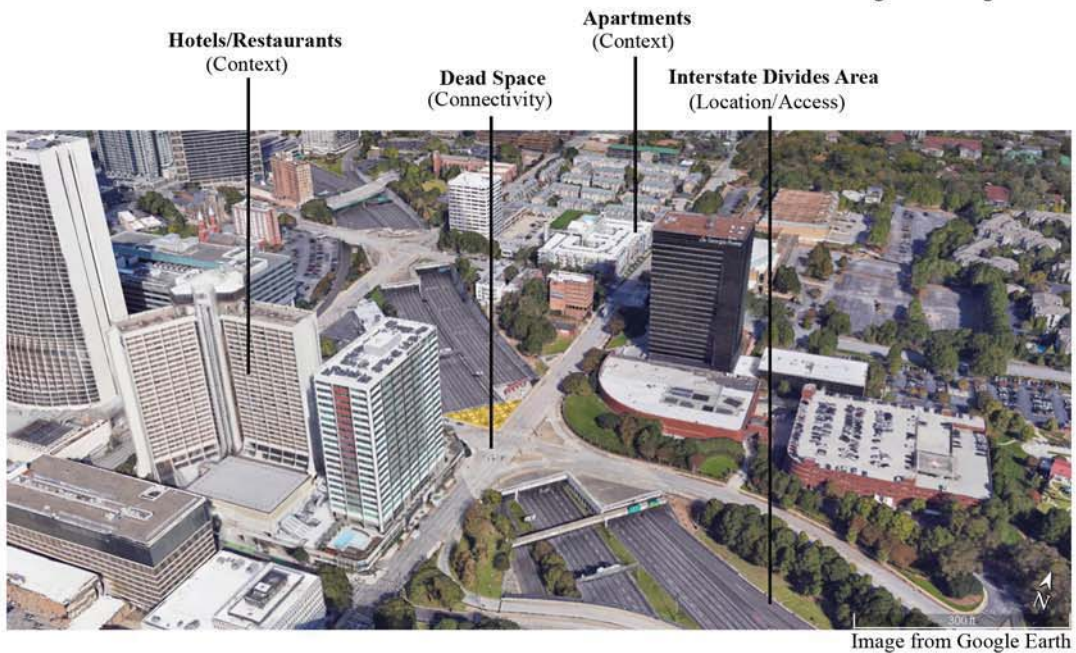 Apartments
(Context)
Hotels/Restaurants
(Context)
Dead Space
(Connectivity)
Interstate Divides Area
(Location/Access)
N
300 ft
Image from Google Earth